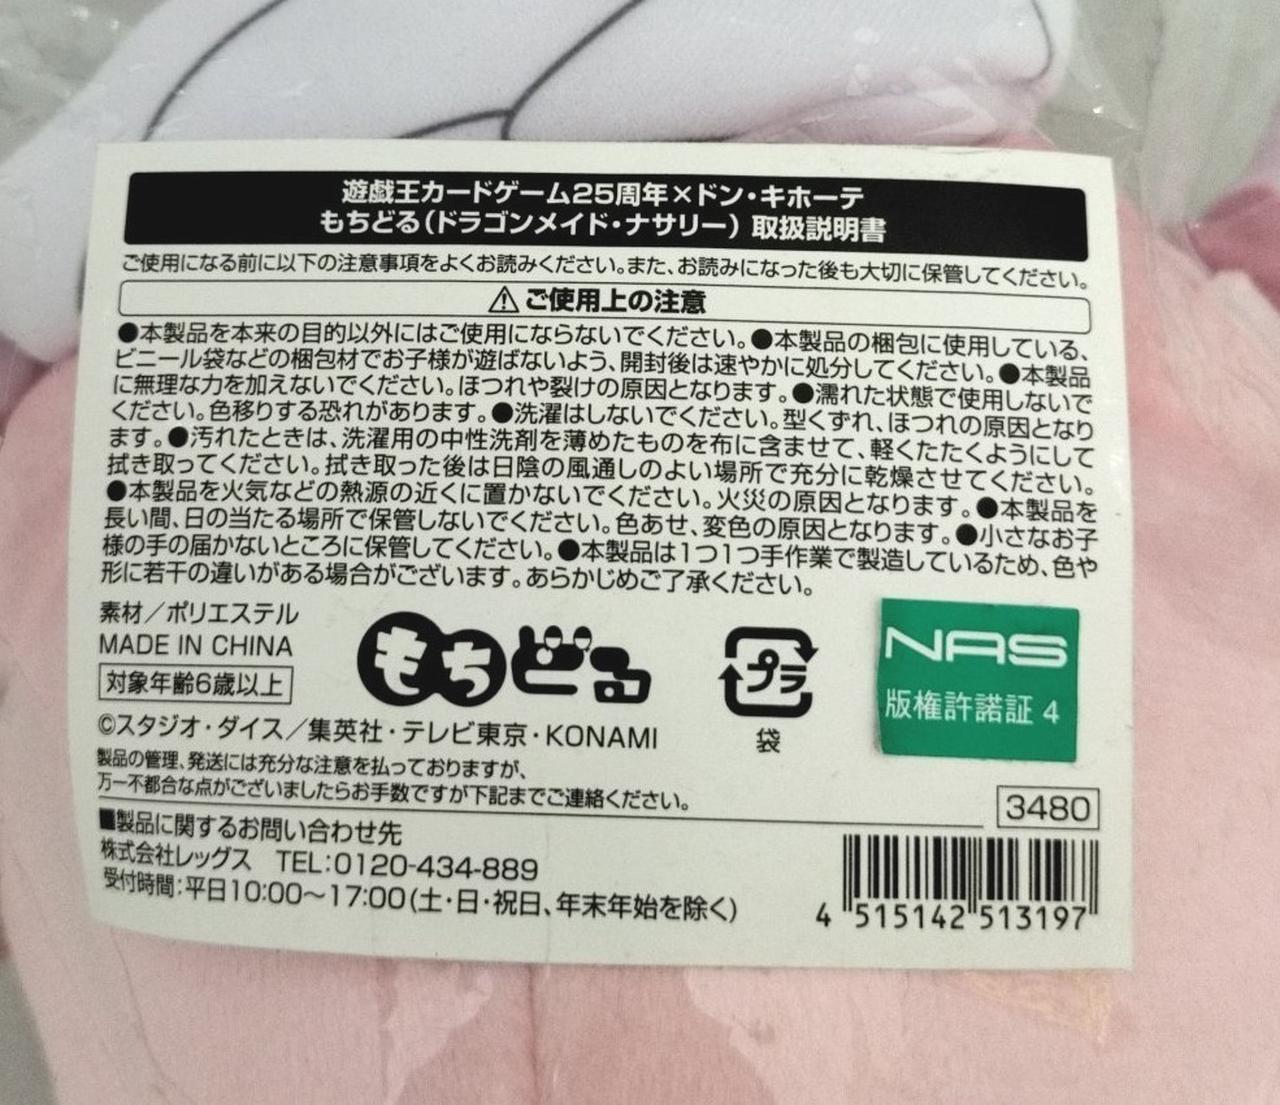 遊戯王カードゲーム25周年×ドン・キホーテ
もちどる(ドラゴンメイド・ナサリー)取扱説明書
ご使用になる前に以下の注意事項をよくお読みください。また、お読みになった後も大切に保管してください。
⚠ご使用上の注意
●本製品を本来の目的以外にはご使用にならないでください。●本製品の梱包に使用している、
ビニール袋などの梱包材でお子様が遊ばないよう、開封後は速やかに処分してください。●本製品
に無理な力を加えないでください。ほつれや裂けの原因となります。●濡れた状態で使用しないで
ください。色移りする恐れがあります。●洗濯はしないでください。型くずれ、ほつれの原因となり
ます。●汚れたときは、洗濯用の中性洗剤を薄めたものを布に含ませて、軽くたたくようにして
拭き取ってください。拭き取った後は日陰の風通しのよい場所で充分に乾燥させてください。
●本製品を火気などの熱源の近くに置かないでください。火災の原因となります。●本製品を
長い間、日の当たる場所で保管しないでください。色あせ、変色の原因となります。●小さなお子
様の手の届かないところに保管してください。●本製品は1つ1つ手作業で製造しているため、色や
形に若干の違いがある場合がございます。あらかじめご了承ください。
素材/ポリエステル
MADE IN CHINA
対象年齢6歳以上
もちどる
プラ
袋
NAS
版権許諾証 4
©スタジオ・ダイス/集英社・テレビ東京・KONAMI
製品の管理、発送には充分な注意を払っておりますが、
万一不都合な点がございましたらお手数ですが下記までご連絡ください。
3480
■製品に関するお問い合わせ先
株式会社レッグス TEL:0120-434-889
受付時間:平日10:00～17:00(土・日・祝日、年末年始を除く)
4 515142 513197